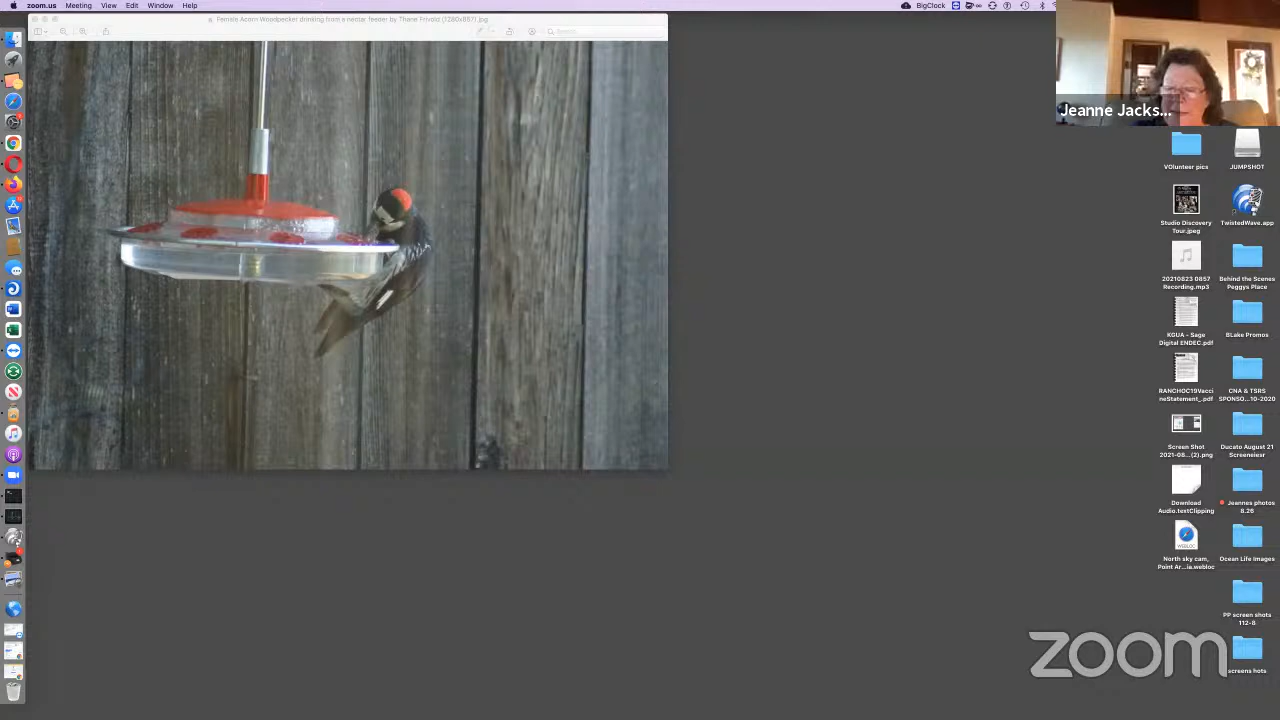 zoom.us Meeting View Edit Window Help
BigClock
Female Acorn Woodpecker drinking from a nectar feeder by Thane Frivold (1280x857).jpg
Search
Jeanne Jacks...
VOlunteer pics
JUMPSHOT
Studio Discovery
Tour.jpeg
TwistedWave.app
20210823 0857
Recording.mp3
Behind the Scenes
Peggys Place
KGUA - Sage
Digital ENDEC.pdf
BLake Promos
RANCHOC19Vacci
neStatement_.pdf
CNA & TSRS
SPONSO...10-2020
Screen Shot
2021-08...(2).png
Ducato August 21
Screeneiesr
Download
Audio.textClipping
Jeannes photos
8.26
WEBLOC
North sky cam,
Point Ar...ia.webloc
Ocean Life Images
PP screen shots
112-8
screens hots
zoom